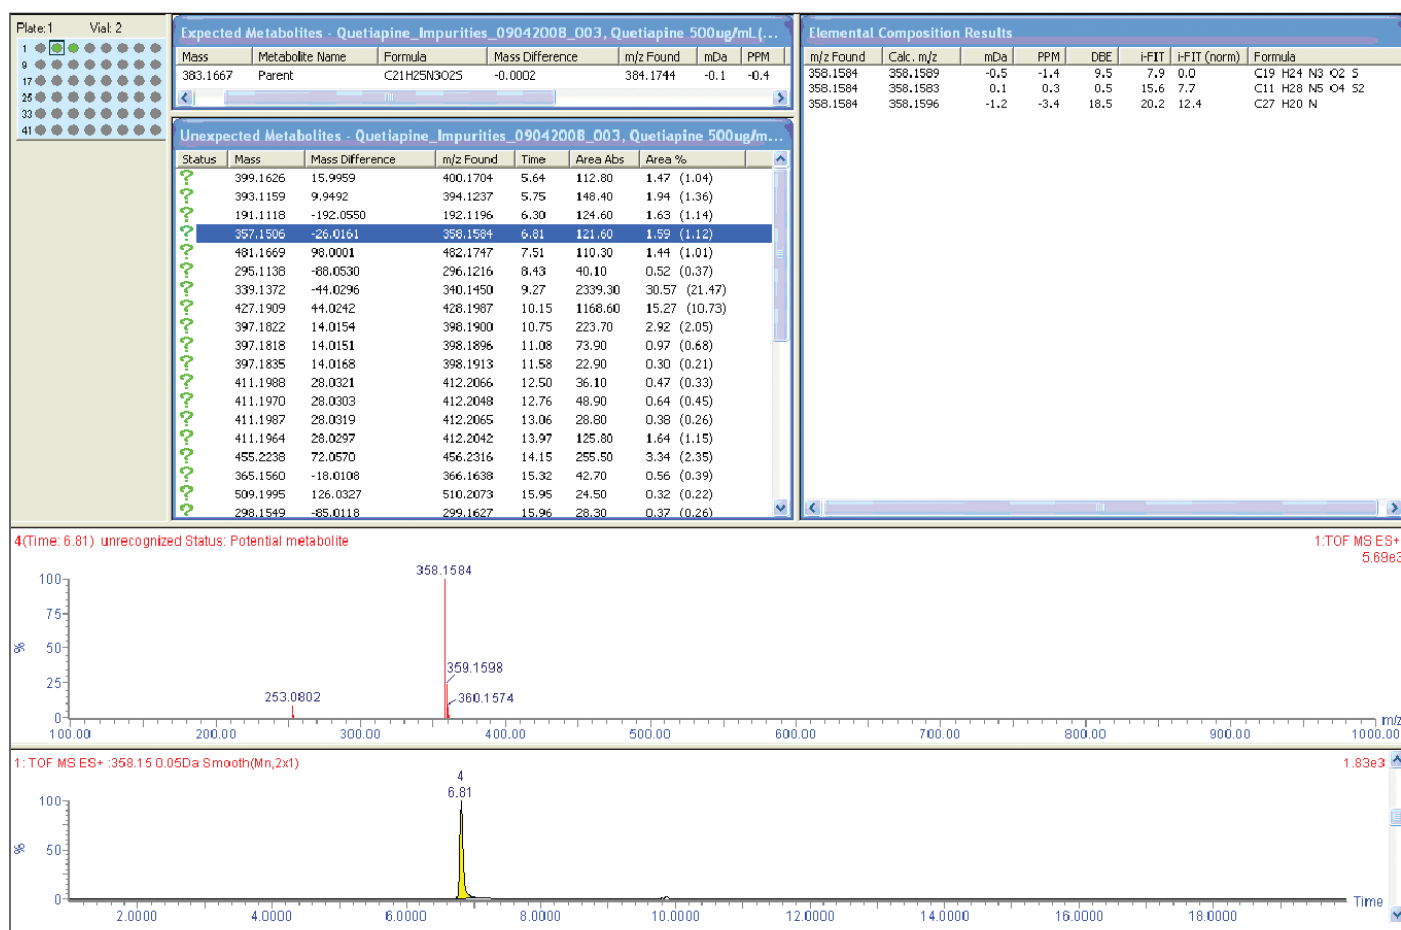 Plate:1 Vial: 2
1
9
17
25
33
41
Expected Metabolites - Quetiapine_Impurities_09042008_003, Quetiapine 500ug/mL (...
Mass Metabolite Name Formula Mass Difference m/z Found mDa PPM
383.1667 Parent C21H25N3O2S -0.0002 384.1744 -0.1 -0.4
Unexpected Metabolites - Quetiapine_Impurities_09042008_003, Quetiapine 500ug/m...
Status Mass Mass Difference m/z Found Time Area Abs Area %
? 399.1626 15.9959 400.1704 5.64 112.80 1.47 (1.04)
? 393.1159 9.9492 394.1237 5.75 148.40 1.94 (1.36)
? 191.1118 -192.0550 192.1196 6.30 124.60 1.63 (1.14)
? 357.1506 -26.0161 358.1584 6.81 121.60 1.59 (1.12)
? 481.1669 98.0001 482.1747 7.51 110.30 1.44 (1.01)
? 295.1138 -88.0530 296.1216 8.43 40.10 0.52 (0.37)
? 339.1372 -44.0296 340.1450 9.27 2339.30 30.57 (21.47)
? 427.1909 44.0242 428.1987 10.15 1168.60 15.27 (10.73)
? 397.1822 14.0154 398.1900 10.75 223.70 2.92 (2.05)
? 397.1818 14.0151 398.1896 11.08 73.90 0.97 (0.68)
? 397.1835 14.0168 398.1913 11.58 22.90 0.30 (0.21)
? 411.1988 28.0321 412.2066 12.50 36.10 0.47 (0.33)
? 411.1970 28.0303 412.2048 12.76 48.90 0.64 (0.45)
? 411.1987 28.0319 412.2065 13.06 28.80 0.38 (0.26)
? 411.1964 28.0297 412.2042 13.97 125.80 1.64 (1.15)
? 455.2238 72.0570 456.2316 14.15 255.50 3.34 (2.35)
? 365.1560 -18.0108 366.1638 15.32 42.70 0.56 (0.39)
? 509.1995 126.0327 510.2073 15.95 24.50 0.32 (0.22)
? 298.1549 -85.0118 299.1627 15.96 28.30 0.37 (0.26)
Elemental Composition Results
m/z Found Calc. m/z mDa PPM DBE i-FIT i-FIT (norm) Formula
358.1584 358.1589 -0.5 -1.4 9.5 7.9 0.0 C19 H24 N3 O2 S
358.1584 358.1583 0.1 0.3 0.5 15.6 7.7 C11 H28 N5 O4 S2
358.1584 358.1596 -1.2 -3.4 18.5 20.2 12.4 C27 H20 N
4(Time: 6.81) unrecognized Status: Potential metabolite
1:TOF MS ES+
5.69e3
100
75
50
25
0
%
358.1584
359.1598
360.1574
253.0802
100.00 200.00 300.00 400.00 500.00 600.00 700.00 800.00 900.00 1000.00
m/z
1: TOF MS ES+ :358.15 0.05Da Smooth(Mn,2x1)
1.83e3
4
6.81
100
50
0
%
2.0000 4.0000 6.0000 8.0000 10.0000 12.0000 14.0000 16.0000 18.0000
Time